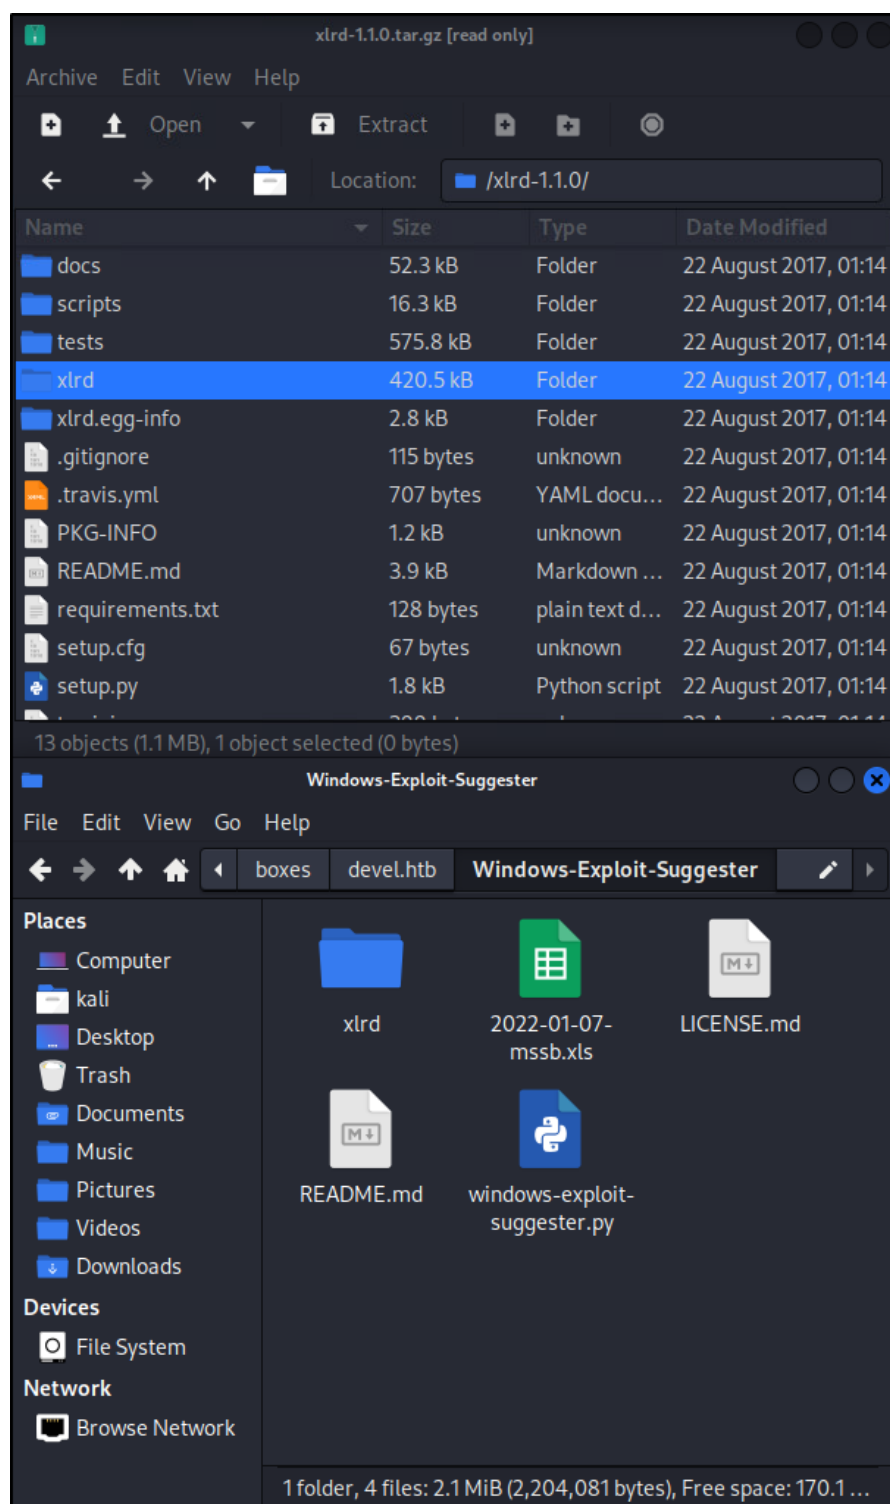 xlrd-1.1.0.tar.gz [read only]
Archive Edit View Help
Open Extract
Location: /xlrd-1.1.0/
Name Size Type Date Modified
docs 52.3 kB Folder 22 August 2017, 01:14
scripts 16.3 kB Folder 22 August 2017, 01:14
tests 575.8 kB Folder 22 August 2017, 01:14
xlrd 420.5 kB Folder 22 August 2017, 01:14
xlrd.egg-info 2.8 kB Folder 22 August 2017, 01:14
.gitignore 115 bytes unknown 22 August 2017, 01:14
.travis.yml 707 bytes YAML docu... 22 August 2017, 01:14
PKG-INFO 1.2 kB unknown 22 August 2017, 01:14
README.md 3.9 kB Markdown ... 22 August 2017, 01:14
requirements.txt 128 bytes plain text d... 22 August 2017, 01:14
setup.cfg 67 bytes unknown 22 August 2017, 01:14
setup.py 1.8 kB Python script 22 August 2017, 01:14
13 objects (1.1 MB), 1 object selected (0 bytes)
Windows-Exploit-Suggester
File Edit View Go Help
boxes devel.htb Windows-Exploit-Suggester
Places
Computer
kali
Desktop
Trash
Documents
Music
Pictures
Videos
Downloads
Devices
File System
Network
Browse Network
xlrd
2022-01-07-
mssb.xls
LICENSE.md
README.md
windows-exploit-
suggester.py
1 folder, 4 files: 2.1 MiB (2,204,081 bytes), Free space: 170.1 ...